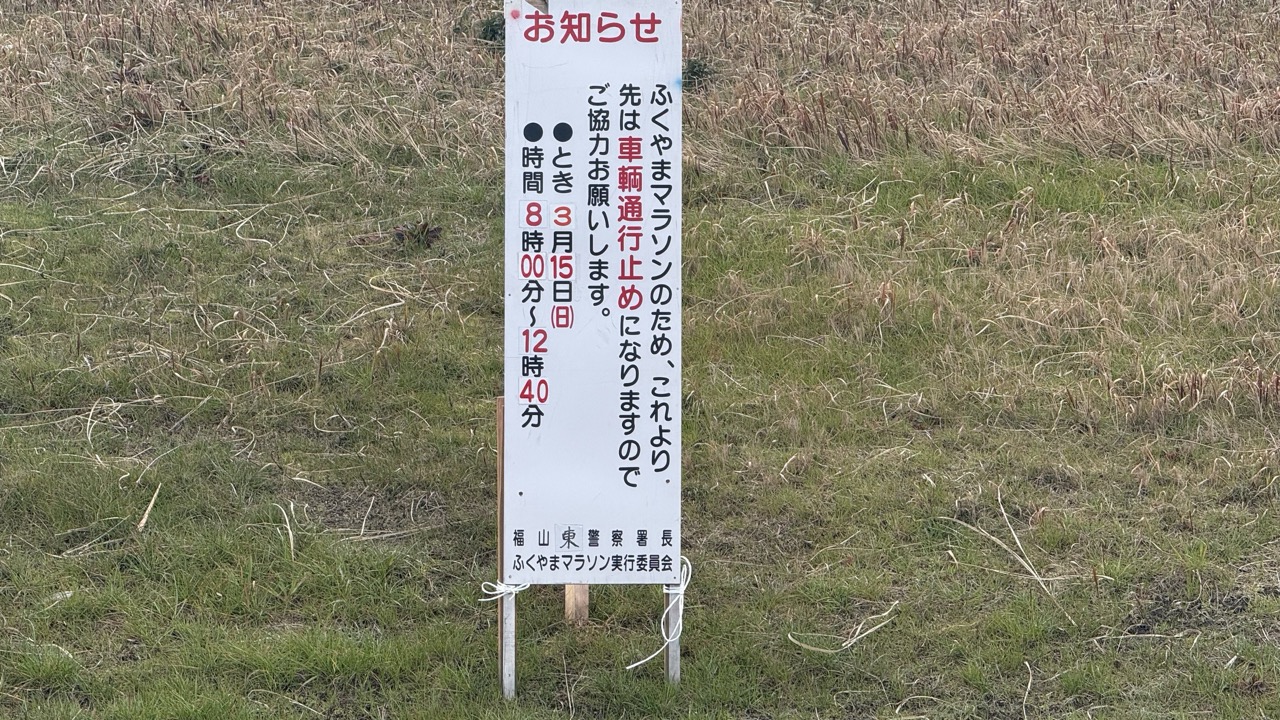 お知らせ
ふくやまマラソンのため、これより
先は車輌通行止めになりますので
ご協力お願いします。
●とき 3月15日(日)
●時間 8時00分～12時40分
福山東警察署長
ふくやまマラソン実行委員会